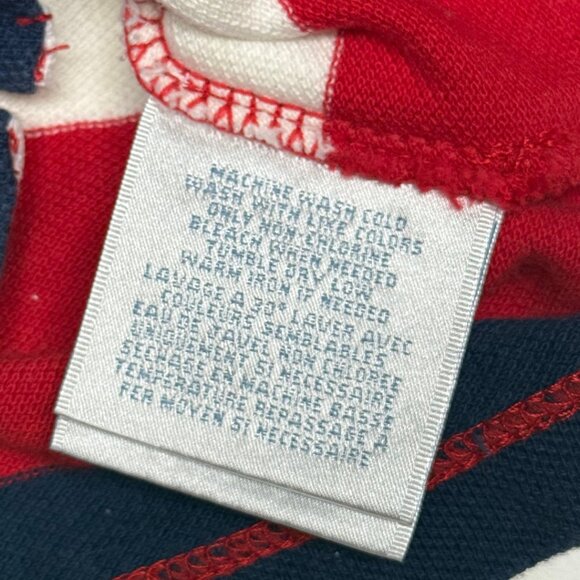 MACHINE WASH COLD
WASH WITH LIKE COLORS
ONLY NON-CHLORINE
BLEACH WHEN NEEDED
TUMBLE DRY LOW
WARM IRON IF NEEDED
LAVAGE A 30° LAVER AVEC
COULEURS SEMBLABLES
EAU DE JAVEL NON CHLOREE
UNIQUEMENT SI NECESSAIRE
SECHAGE EN MACHINE BASSE
TEMPERATURE REPASSAGE A
FER MOYEN SI NECESSAIRE